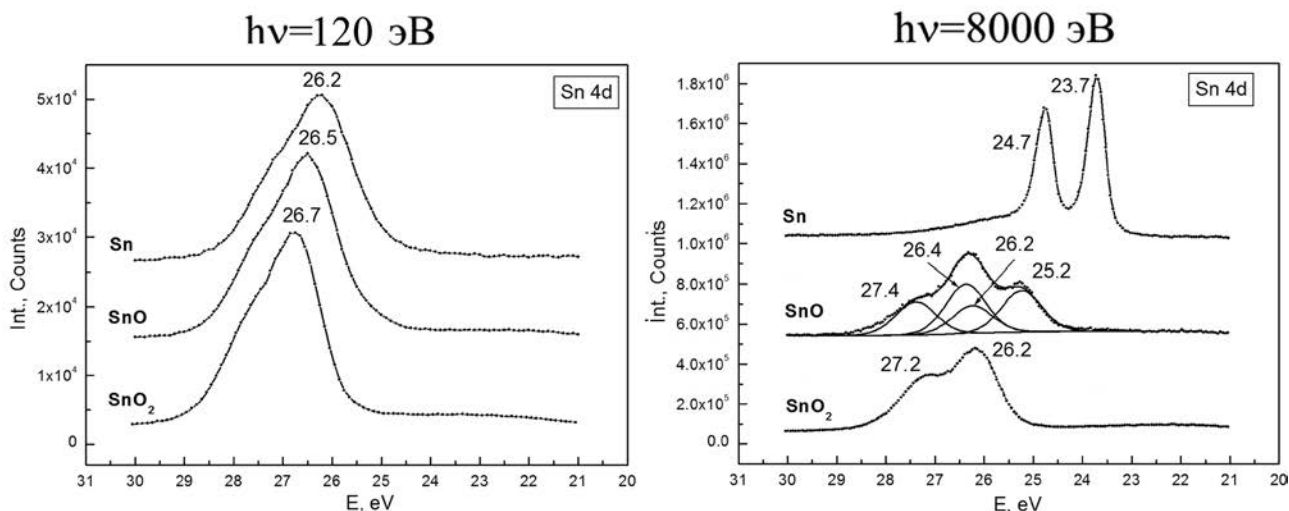 hν=120 эВ
hν=8000 эВ
Sn 4d
26.2
26.5
26.7
Sn
SnO
SnO₂
5x10⁴
4x10⁴
3x10⁴
2x10⁴
1x10⁴
0
Int., Counts
31 30 29 28 27 26 25 24 23 22 21 20
E, eV
Sn 4d
23.7
24.7
Sn
26.4
26.2
27.4
25.2
SnO
27.2
26.2
SnO₂
1.8x10⁶
1.6x10⁶
1.4x10⁶
1.2x10⁶
1.0x10⁶
8.0x10⁵
6.0x10⁵
4.0x10⁵
2.0x10⁵
0.0
İnt., Counts
31 30 29 28 27 26 25 24 23 22 21 20
E, eV